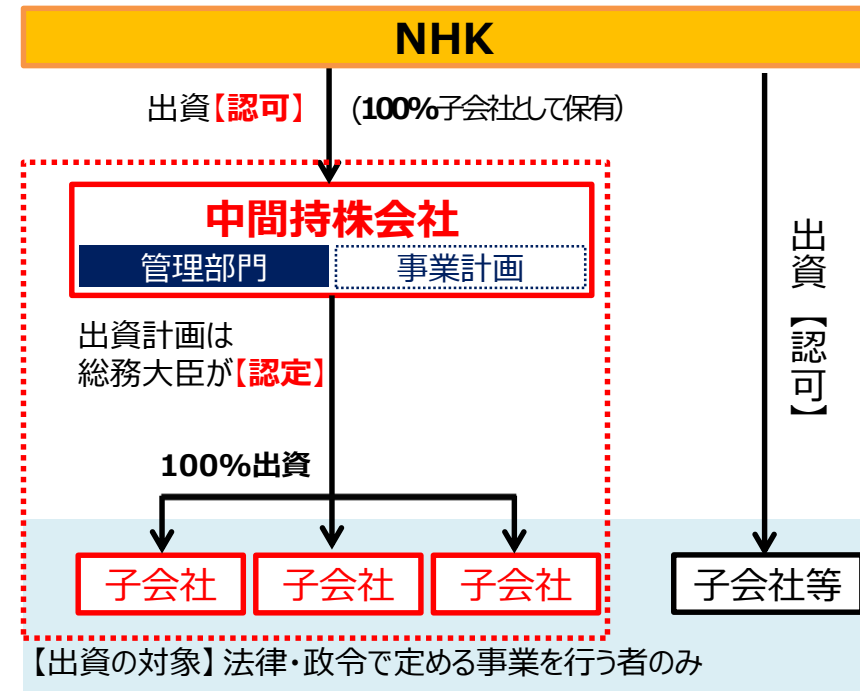 NHK
出資【認可】 (100%子会社として保有)
中間持株会社
管理部門 事業計画
出資計画は
総務大臣が【認定】
100%出資
子会社 子会社 子会社
出資【認可】
子会社等
【出資の対象】法律・政令で定める事業を行う者のみ